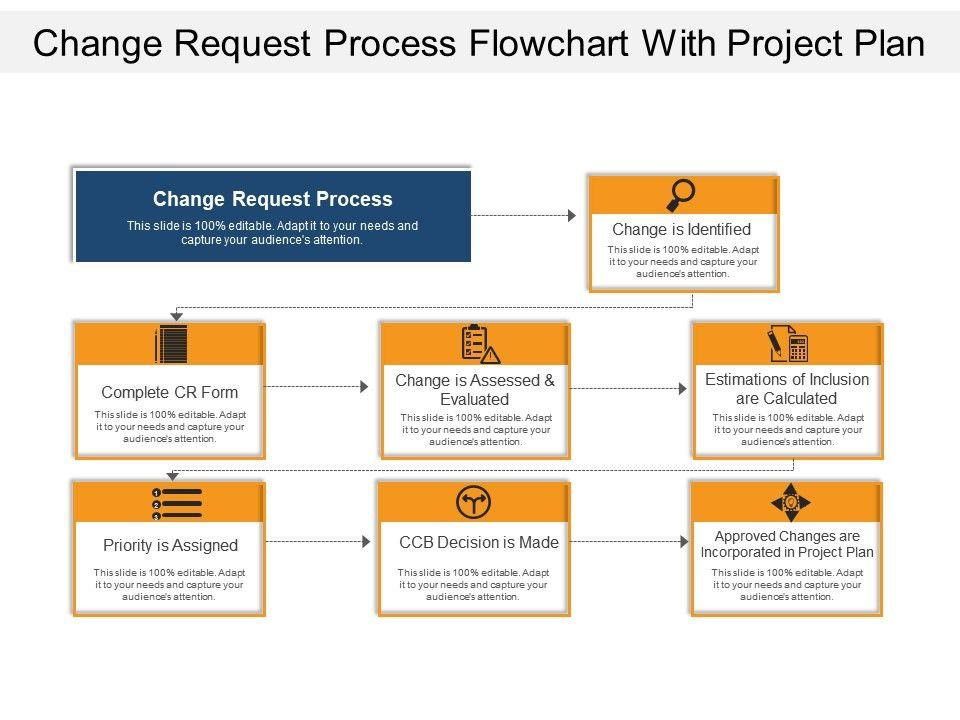 Change Request Process Flowchart With Project Plan
Change Request Process
This slide is 100% editable. Adapt it to your needs and
capture your audience's attention.
Change is Identified
This slide is 100% editable. Adapt
it to your needs and capture your
audience's attention.
Complete CR Form
This slide is 100% editable. Adapt
it to your needs and capture your
audience's attention.
Change is Assessed &
Evaluated
This slide is 100% editable. Adapt
it to your needs and capture your
audience's attention.
Estimations of Inclusion
are Calculated
This slide is 100% editable. Adapt
it to your needs and capture your
audience's attention.
1
2
3
Priority is Assigned
This slide is 100% editable. Adapt
it to your needs and capture your
audience's attention.
CCB Decision is Made
This slide is 100% editable. Adapt
it to your needs and capture your
audience's attention.
Approved Changes are
Incorporated in Project Plan
This slide is 100% editable. Adapt
it to your needs and capture your
audience's attention.